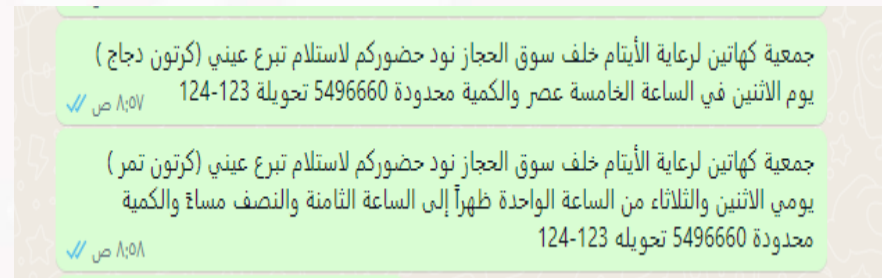 جمعية كهاتين لرعاية الأيتام خلف سوق الحجاز نود حضوركم لاستلام تبرع عيني (كرتون دجاج )
يوم الاثنين في الساعة الخامسة عصر والكمية محدودة 5496660 تحويلة 123-124
٨:٥٧ ص
جمعية كهاتين لرعاية الأيتام خلف سوق الحجاز نود حضوركم لاستلام تبرع عيني (كرتون تمر )
يومي الاثنين والثلاثاء من الساعة الواحدة ظهراً إلى الساعة الثامنة والنصف مساءً والكمية
محدودة 5496660 تحويله 123-124
٨:٥٨ ص